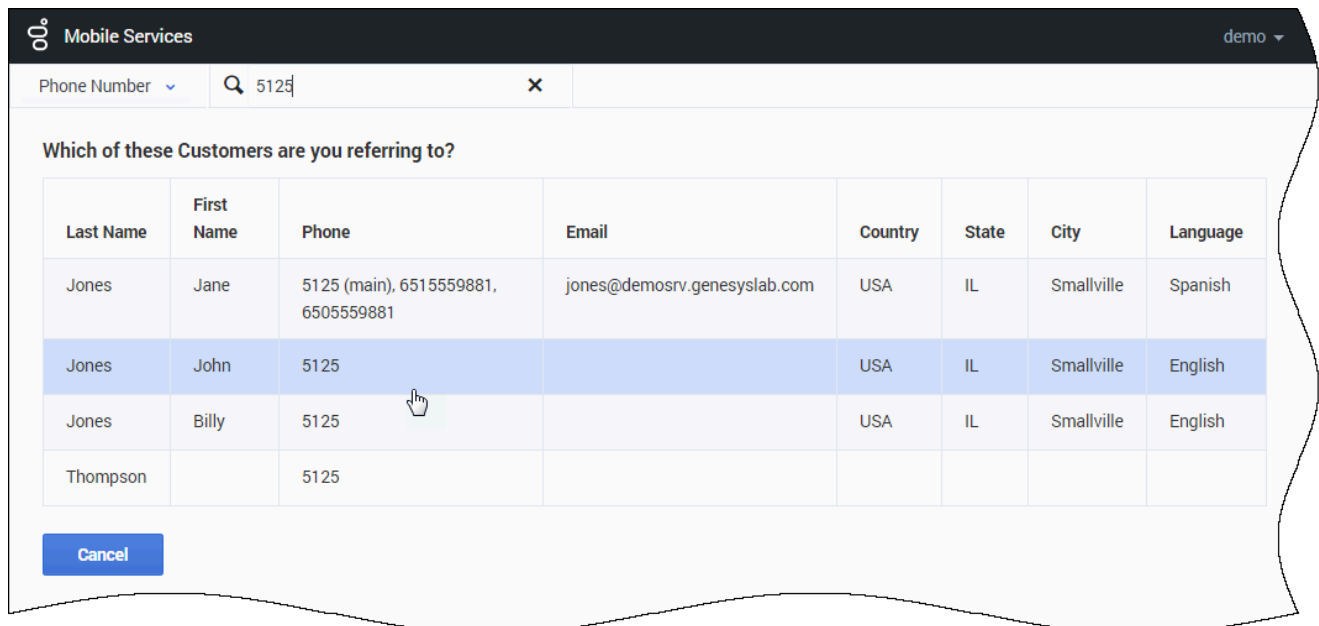 Mobile Services demo
Phone Number 5125
Which of these Customers are you referring to?
Last Name First Name Phone Email Country State City Language
Jones Jane 5125 (main), 6515559881, jones@demosrv.genesyslab.com USA IL Smallville Spanish
6505559881
Jones John 5125 USA IL Smallville English
Jones Billy 5125 USA IL Smallville English
Thompson 5125
Cancel